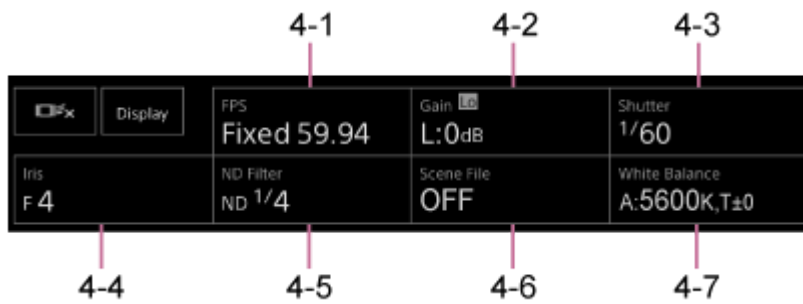 4-1 4-2 4-3
Display
FPS
Fixed 59.94
Gain Lo
L:0dB
Shutter
1/60
Iris
F 4
ND Filter
ND 1/4
Scene File
OFF
White Balance
A:5600K,T±0
4-4 4-5 4-6 4-7